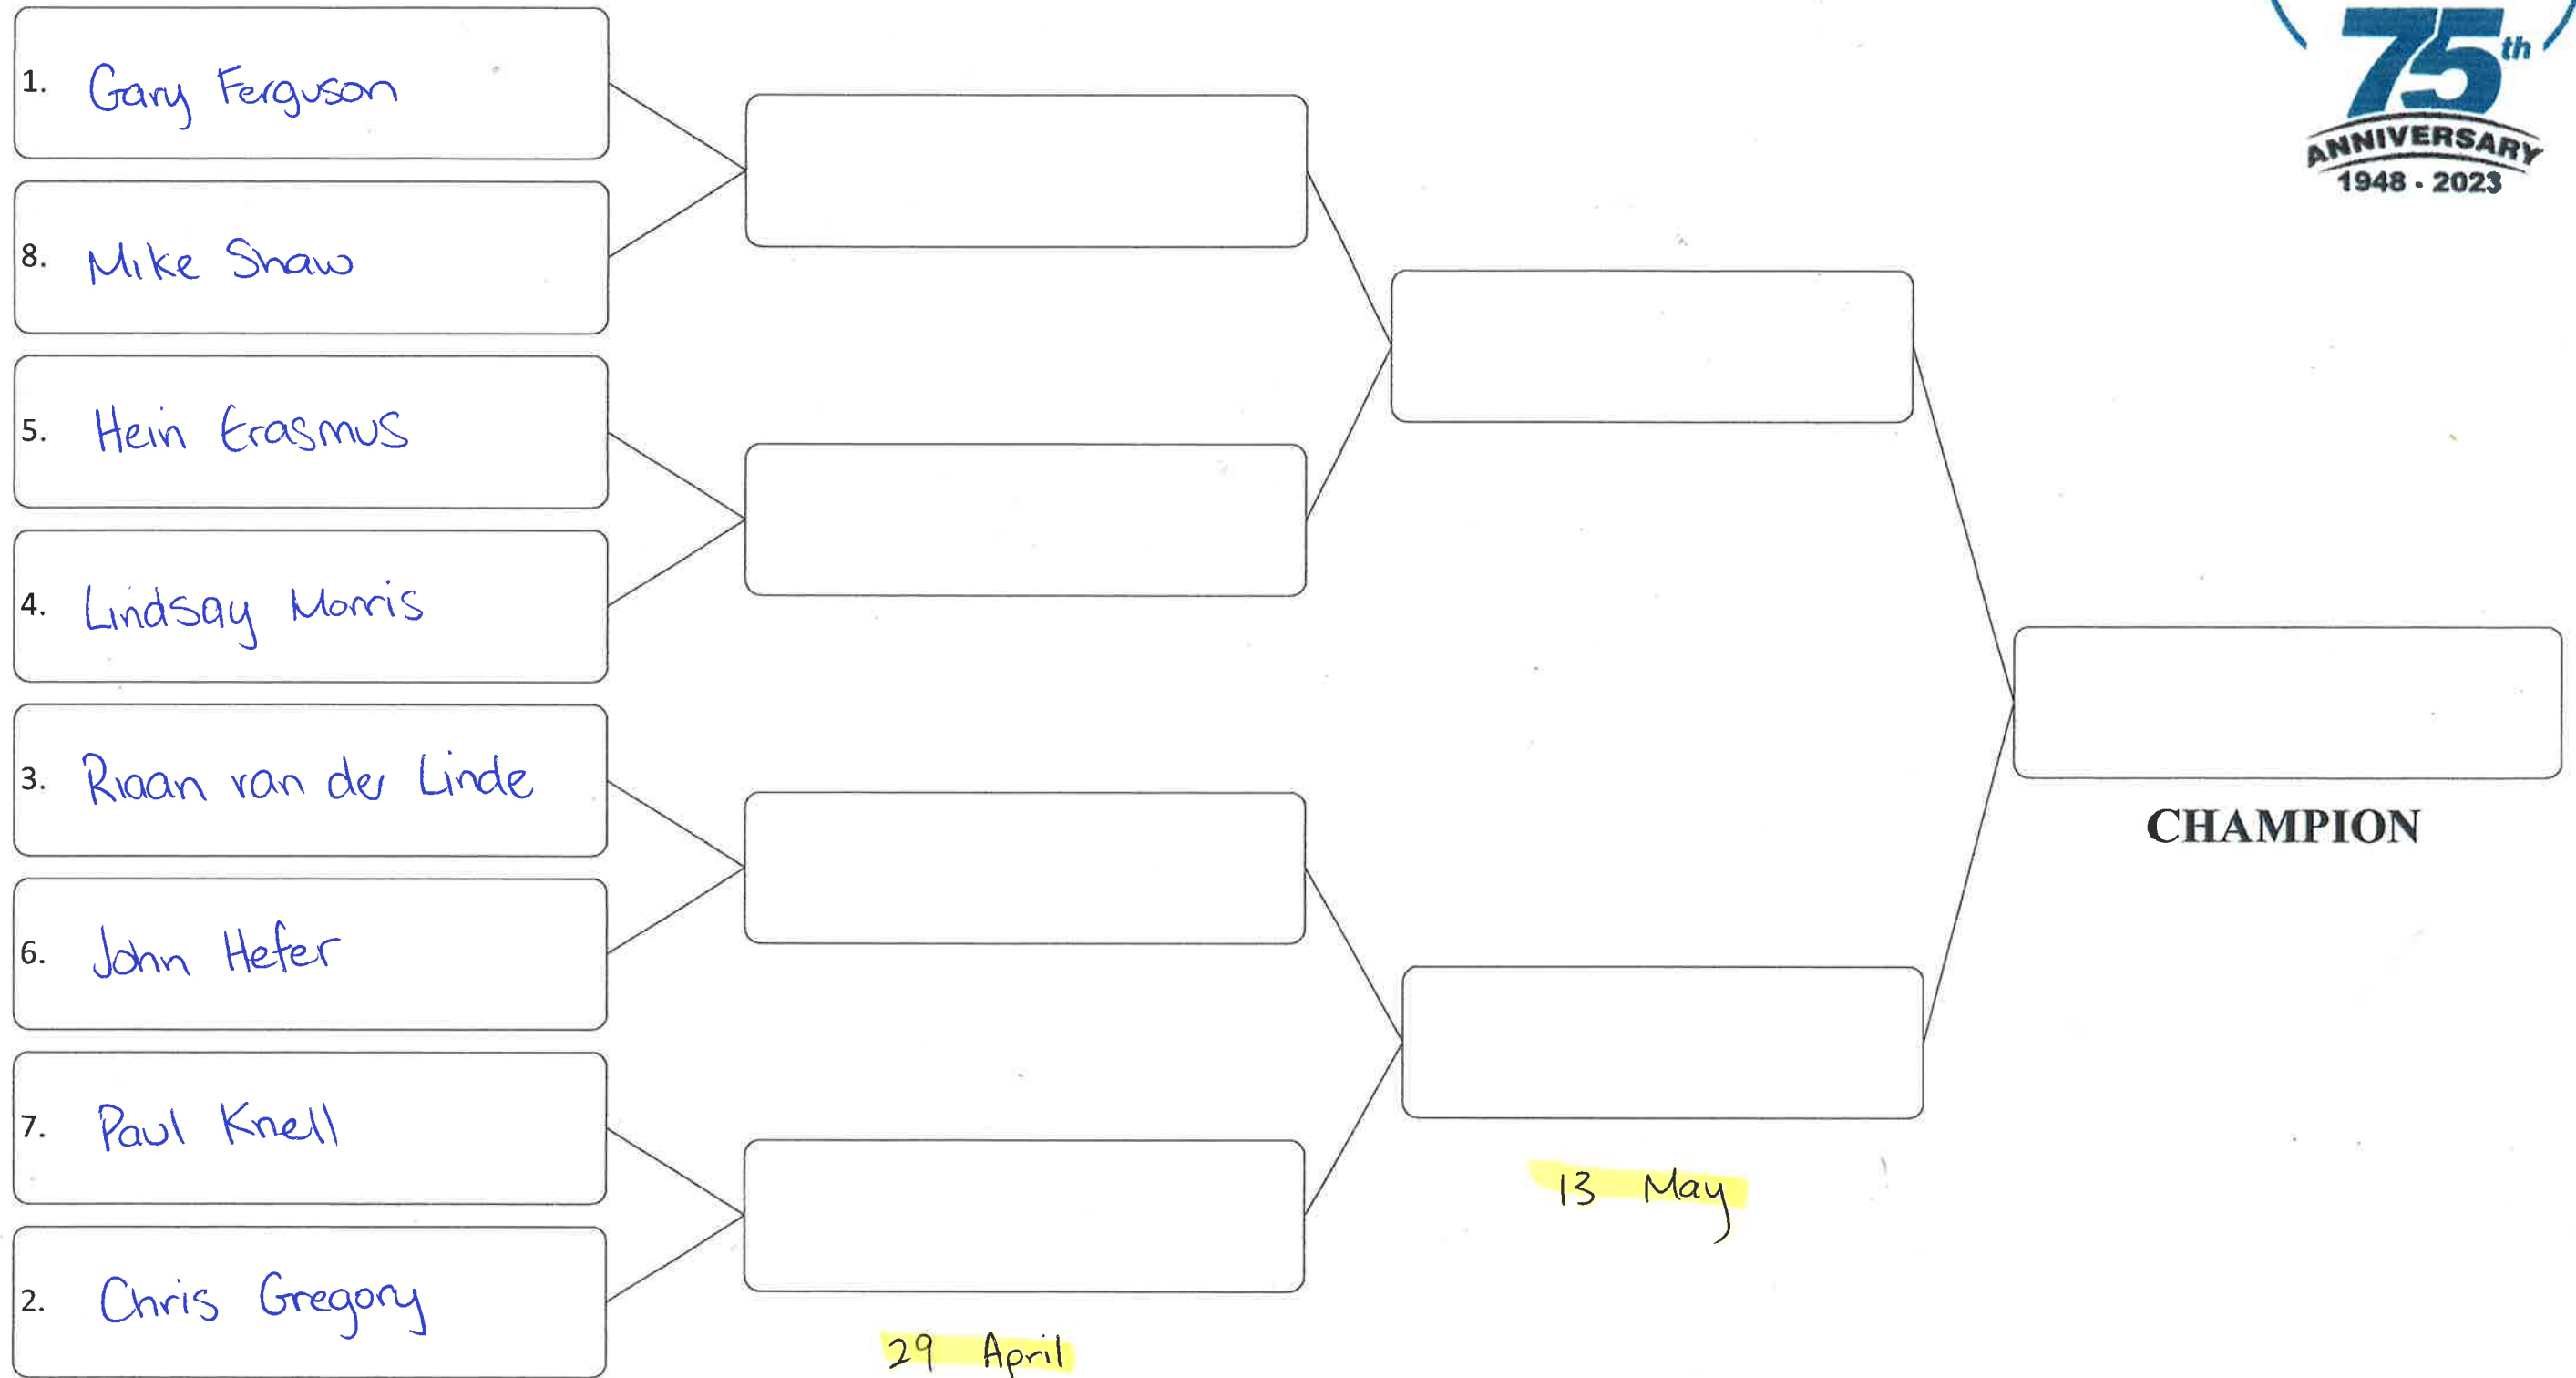 75th
ANNIVERSARY
1948 - 2023
1. Gary Ferguson
8. Mike Shaw
5. Hein Erasmus
4. Lindsay Morris
3. Riaan van der Linde
6. John Hefer
7. Paul Knell
2. Chris Gregory
CHAMPION
13 May
29 April